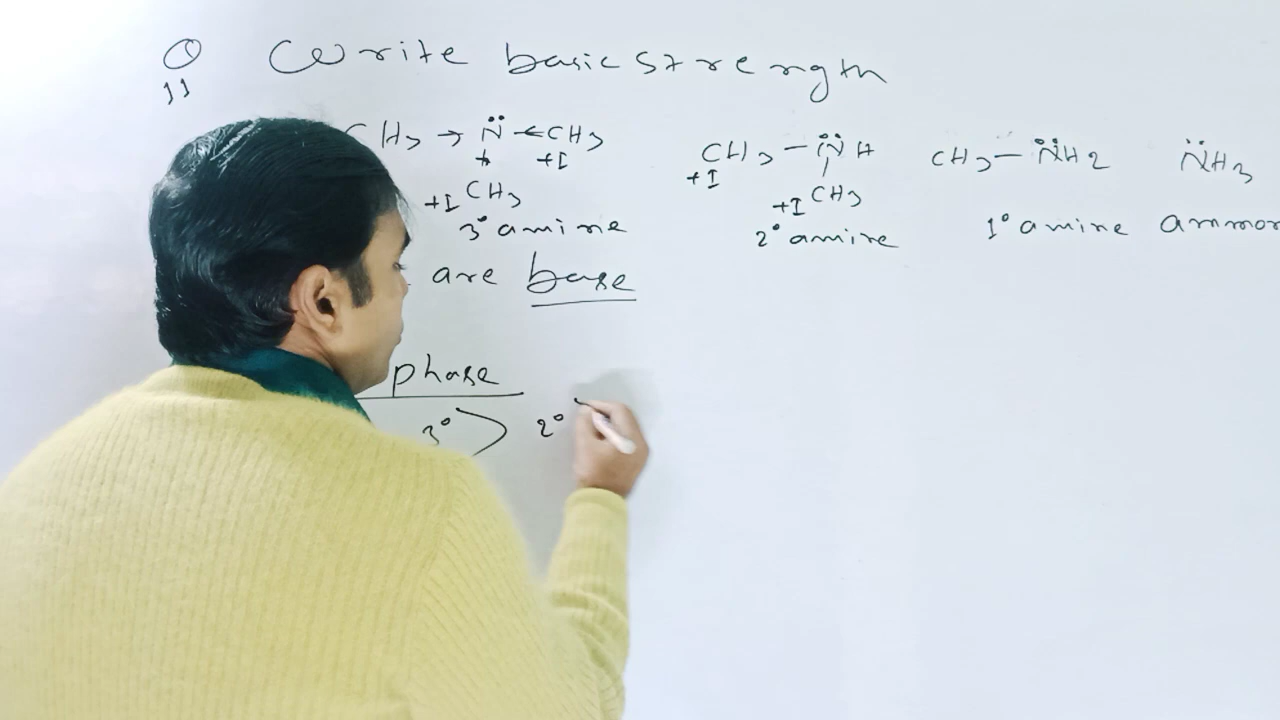 Q Write basic strength
11
CH3 → N̈ ← CH3 CH3 – N̈H CH3 – N̈H2 N̈H3
+I +I
+I CH3 +I CH3
3° amine 2° amine 1° amine ammon
are base
phase
3° > 2°